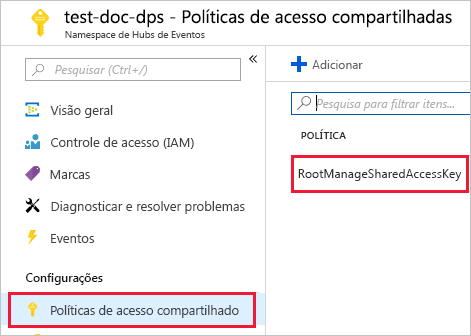 test-doc-dps - Políticas de acesso compartilhadas
Namespace de Hubs de Eventos
Pesquisar (Ctrl+/)
«
Visão geral
Controle de acesso (IAM)
Marcas
Diagnosticar e resolver problemas
Eventos
Configurações
Políticas de acesso compartilhado
Adicionar
Pesquisa para filtrar itens...
POLÍTICA
RootManageSharedAccessKey